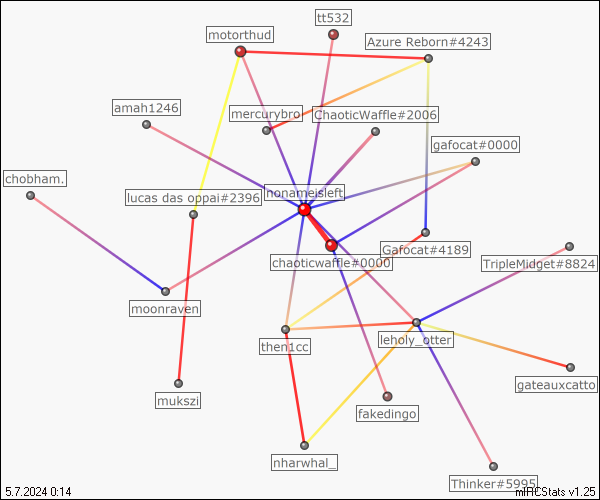 tt532
motorthud
Azure Reborn#4243
amah1246
mercurybro
ChaoticWaffle#2006
gafocat#0000
chobham.
lucas das oppai#2396
nonameisleft
Gafocat#4189
chaoticwaffle#0000
TripleMidget#8824
moonraven
then1cc
leholy_otter
gateauxcatto
mukszi
fakedingo
nharwhal_
Thinker#5995
5.7.2024 0:14
mIRCStats v1.25